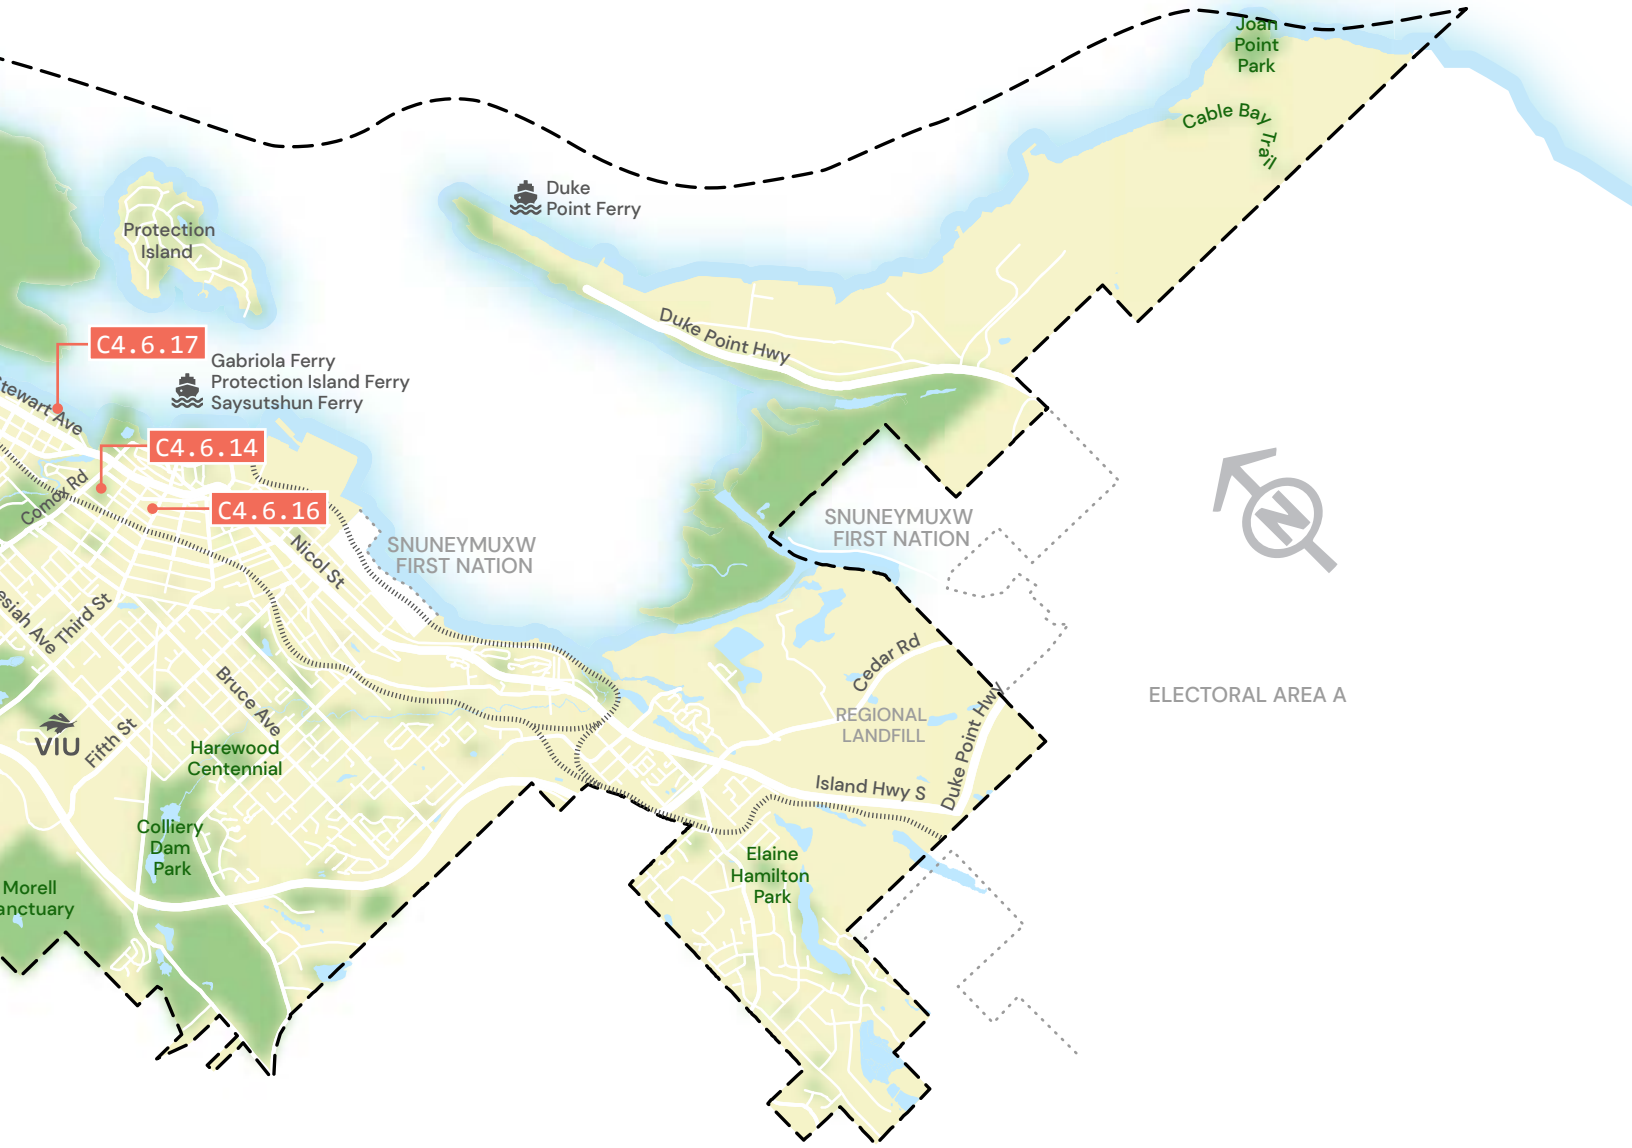 Joan
Point
Park
Cable Bay Trail
Duke
Point Ferry
Protection
Island
Duke Point Hwy
C4.6.17
Gabriola Ferry
Protection Island Ferry
Saysutshun Ferry
Stewart Ave
C4.6.14
Comox Rd
C4.6.16
SNUNEYMUXW
FIRST NATION
SNUNEYMUXW
FIRST NATION
N
Nicol St
esiah Ave
Third St
Cedar Rd
Bruce Ave
ELECTORAL AREA A
REGIONAL
LANDFILL
Duke Point Hwy
VIU
Fifth St
Harewood
Centennial
Island Hwy S
Colliery
Dam
Park
Elaine
Hamilton
Park
Morell
anctuary